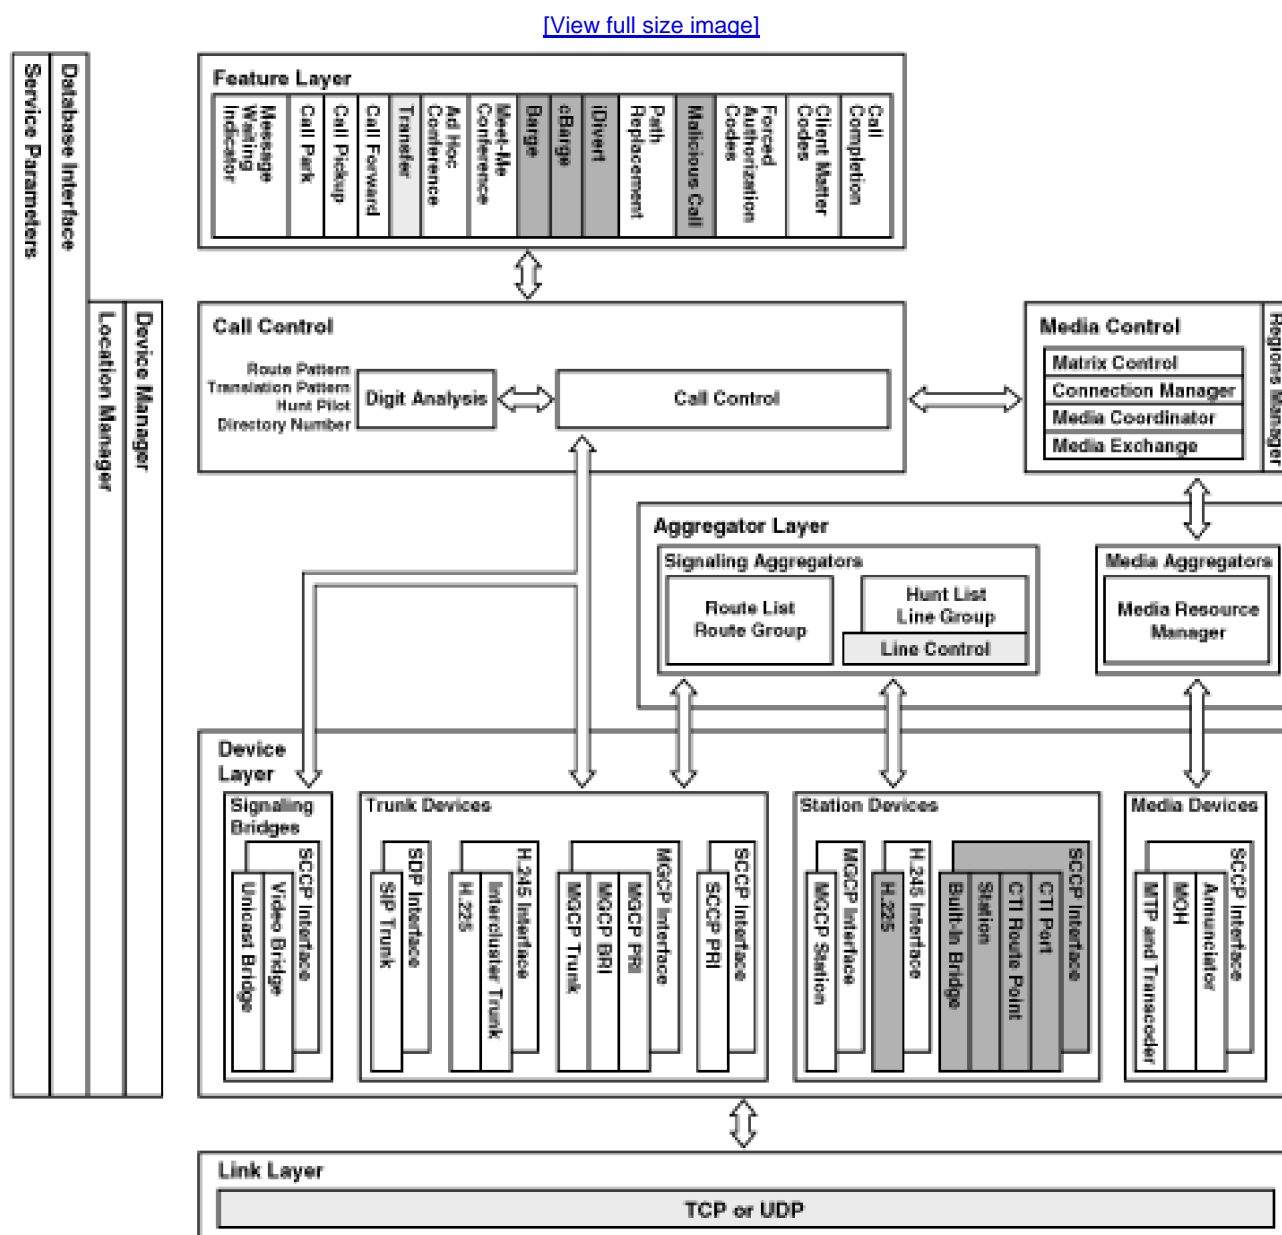 [View full size image]
Service Parameters
Database Interface
Location Manager
Device Manager
Feature Layer
Message
Waiting
Indicator
Call Park
Call Pickup
Call Forward
Transfer
Ad Hoc
Conference
Meet-Me
Conference
Barge
cBarge
iDivert
Path
Replacement
Malicious Call
Forced
Authorization
Codes
Client Matter
Codes
Call
Completion
Call Control
Route Pattern
Translation Pattern
Hunt Pilot
Directory Number
Digit Analysis
Call Control
Media Control
Matrix Control
Connection Manager
Media Coordinator
Media Exchange
Regions Manager
Aggregator Layer
Signaling Aggregators
Route List
Route Group
Hunt List
Line Group
Line Control
Media Aggregators
Media Resource
Manager
Device
Layer
Signaling
Bridges
SCCP Interface
Video Bridge
Unicast Bridge
Trunk Devices
SDP Interface
SIP Trunk
H.245 Interface
Intercluster Trunk
H.225
MGCP Interface
MGCP PRI
MGCP BRI
MGCP Trunk
SCCP Interface
SCCP PRI
Station Devices
MGCP Interface
MGCP Station
H.245 Interface
H.225
SCCP Interface
CTI Port
CTI Route Point
Station
Built-In Bridge
Media Devices
SCCP Interface
Annunciator
MOH
MTP and Transcoder
Link Layer
TCP or UDP